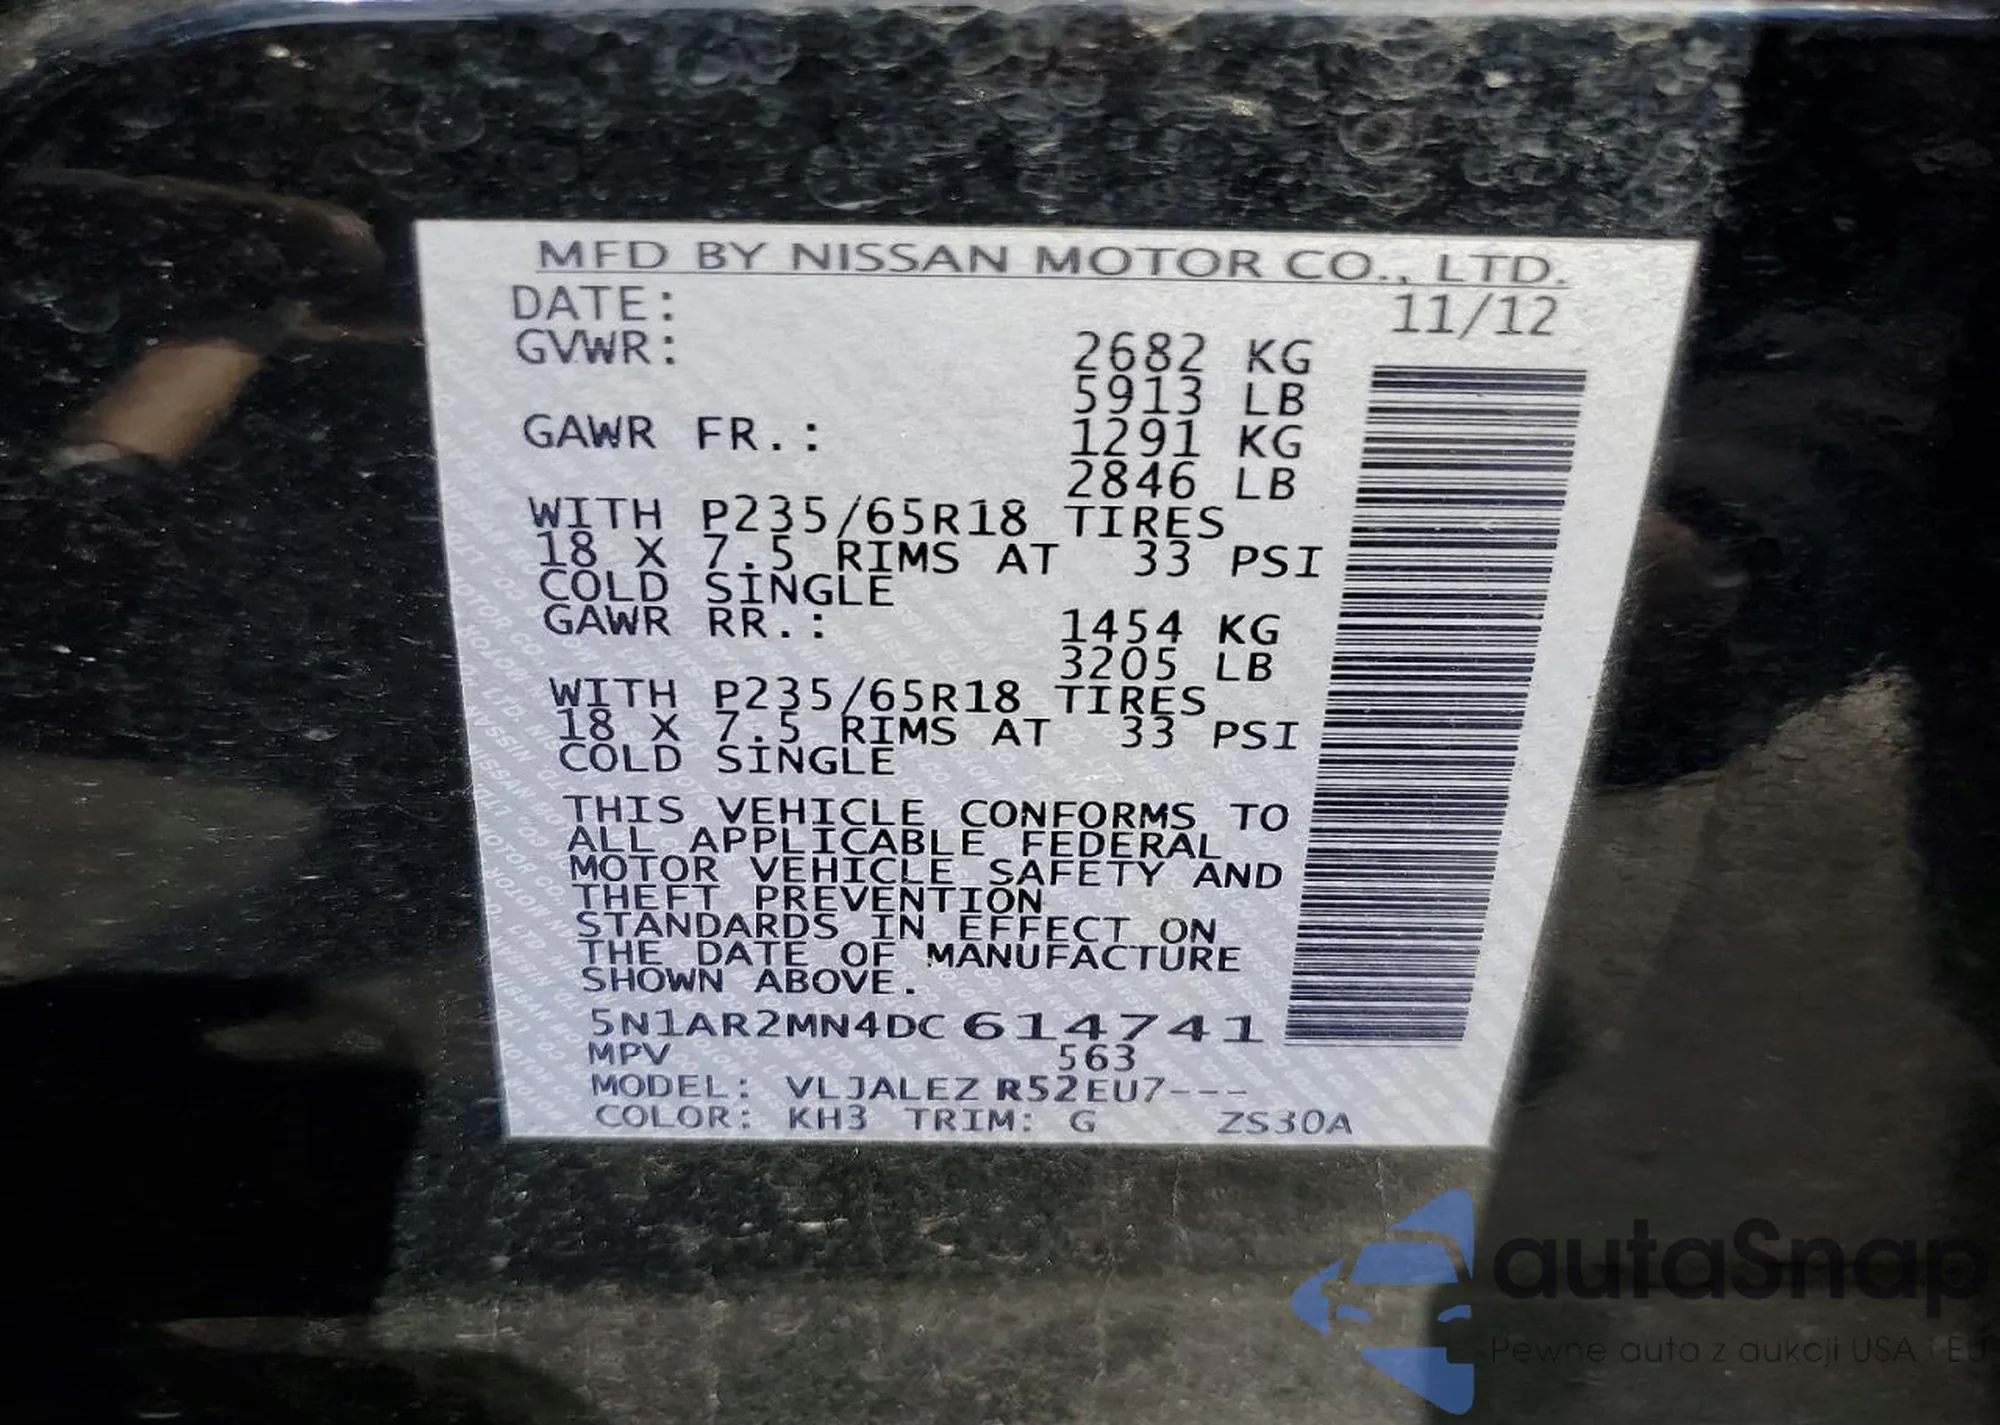 MFD BY NISSAN MOTOR CO., LTD.
DATE: 11/12
GVWR: 2682 KG
5913 LB
GAWR FR.: 1291 KG
2846 LB
WITH P235/65R18 TIRES
18 X 7.5 RIMS AT 33 PSI
COLD SINGLE
GAWR RR.: 1454 KG
3205 LB
WITH P235/65R18 TIRES
18 X 7.5 RIMS AT 33 PSI
COLD SINGLE
THIS VEHICLE CONFORMS TO
ALL APPLICABLE FEDERAL
MOTOR VEHICLE SAFETY AND
THEFT PREVENTION
STANDARDS IN EFFECT ON
THE DATE OF MANUFACTURE
SHOWN ABOVE.
5N1AR2MN4DC 614741
MPV 563
MODEL: VLJALEZ R52EU7---
COLOR: KH3 TRIM: G ZS30A
autaSnap
Pewne auta z aukcji USA i EU